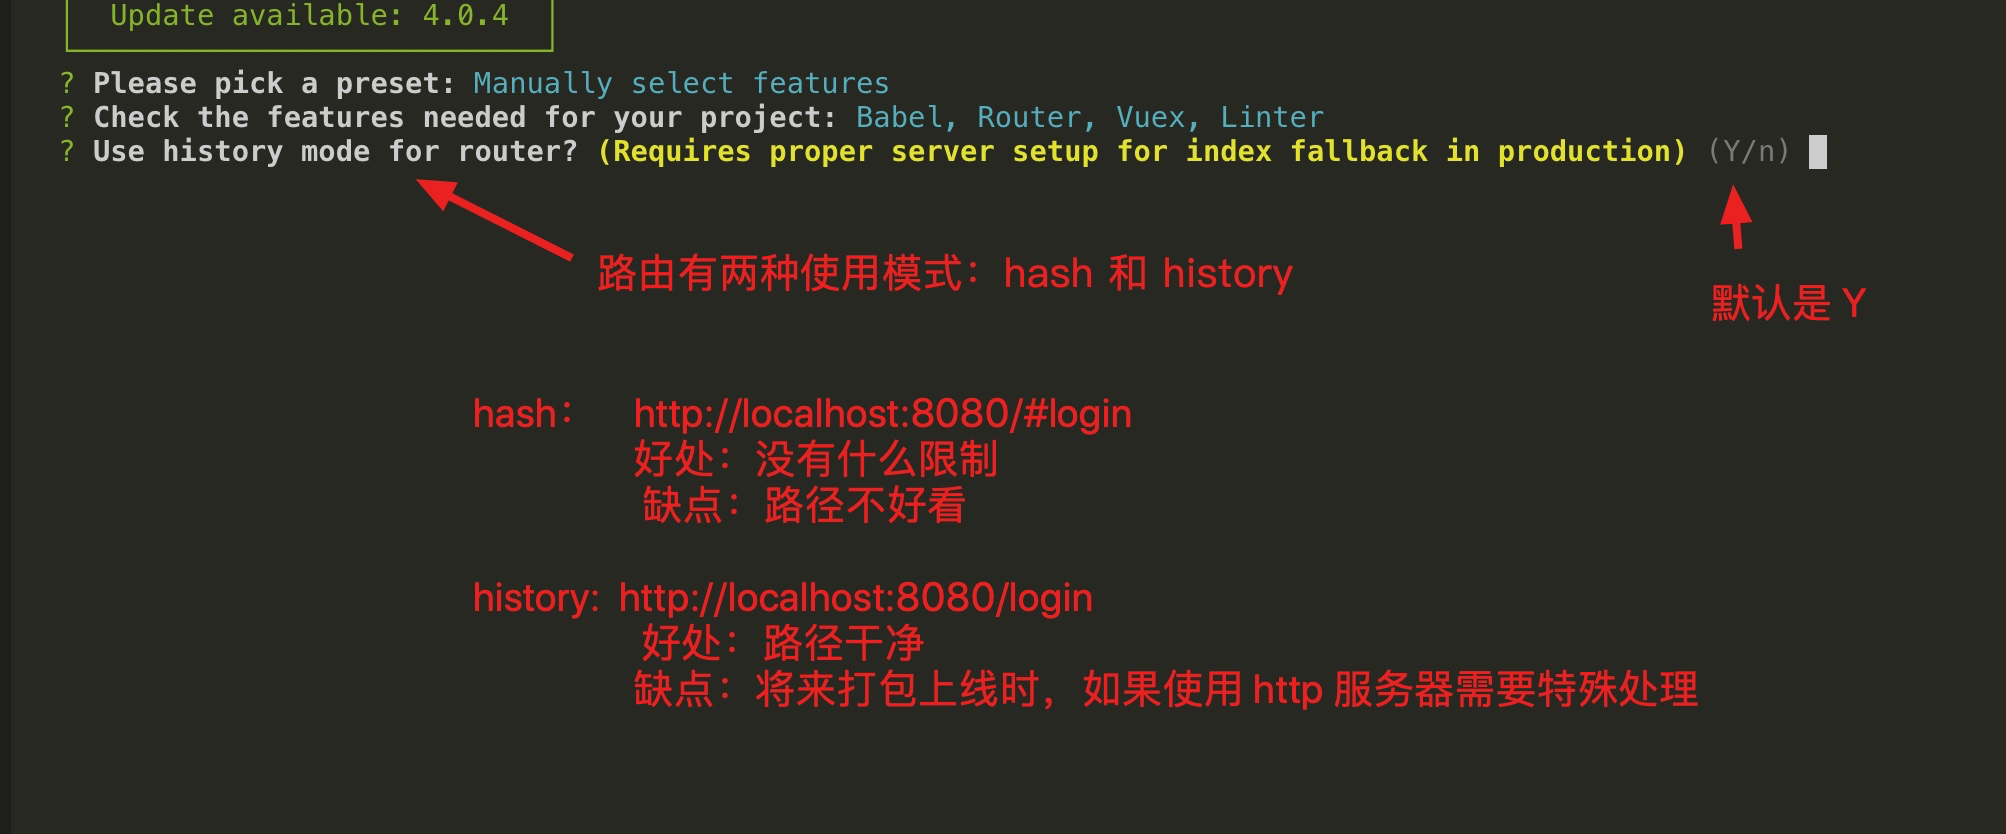 Update available: 4.0.4
? Please pick a preset: Manually select features
? Check the features needed for your project: Babel, Router, Vuex, Linter
? Use history mode for router? (Requires proper server setup for index fallback in production) (Y/n)
路由有两种使用模式：hash 和 history
默认是 Y
hash： http://localhost:8080/#login
好处：没有什么限制
缺点：路径不好看
history: http://localhost:8080/login
好处：路径干净
缺点：将来打包上线时，如果使用 http 服务器需要特殊处理